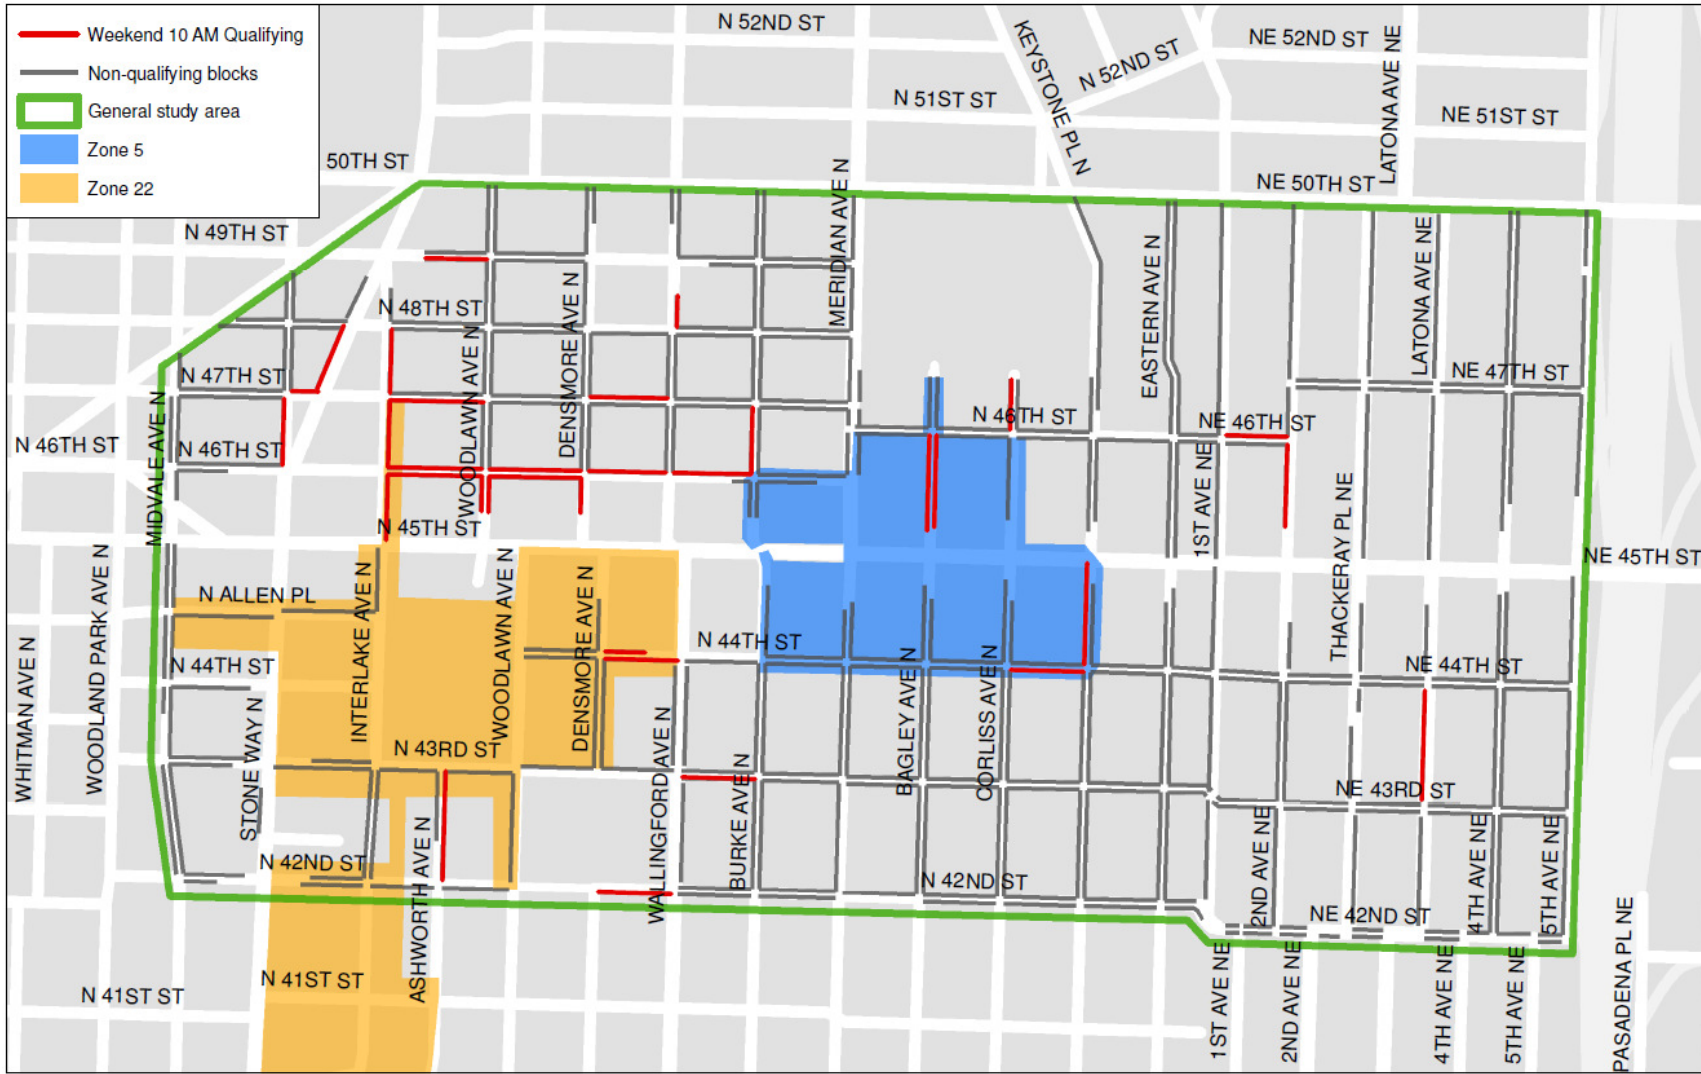 Weekend 10 AM Qualifying
Non-qualifying blocks
General study area
Zone 5
Zone 22
N 52ND ST
KEYSTONE PL N
N 52ND ST
NE 52ND ST
LATONA AVE NE
N 51ST ST
NE 51ST ST
50TH ST
MERIDIAN AVE N
NE 50TH ST
N 49TH ST
N 48TH ST
DENSMORE AVE N
EASTERN AVE N
LATONA AVE NE
WOODLAWN AVE N
N 47TH ST
NE 47TH ST
MIDVALE AVE N
N 46TH ST
N 46TH ST
N 46TH ST
NE 46TH ST
1ST AVE NE
THACKERAY PL NE
N 45TH ST
NE 45TH ST
WOODLAND PARK AVE N
N ALLEN PL
INTERLAKE AVE N
WOODLAWN AVE N
DENSMORE AVE N
WHITMAN AVE N
N 44TH ST
N 44TH ST
NE 44TH ST
BAGLEY AVE N
CORLISS AVE N
STONE WAY N
N 43RD ST
WALLINGFORD AVE N
BURKE AVE N
NE 43RD ST
ASHWORTH AVE N
N 42ND ST
N 42ND ST
2ND AVE NE
NE 42ND ST
4TH AVE NE
5TH AVE NE
N 41ST ST
N 41ST ST
1ST AVE NE
2ND AVE NE
4TH AVE NE
5TH AVE NE
PASADENA PL NE